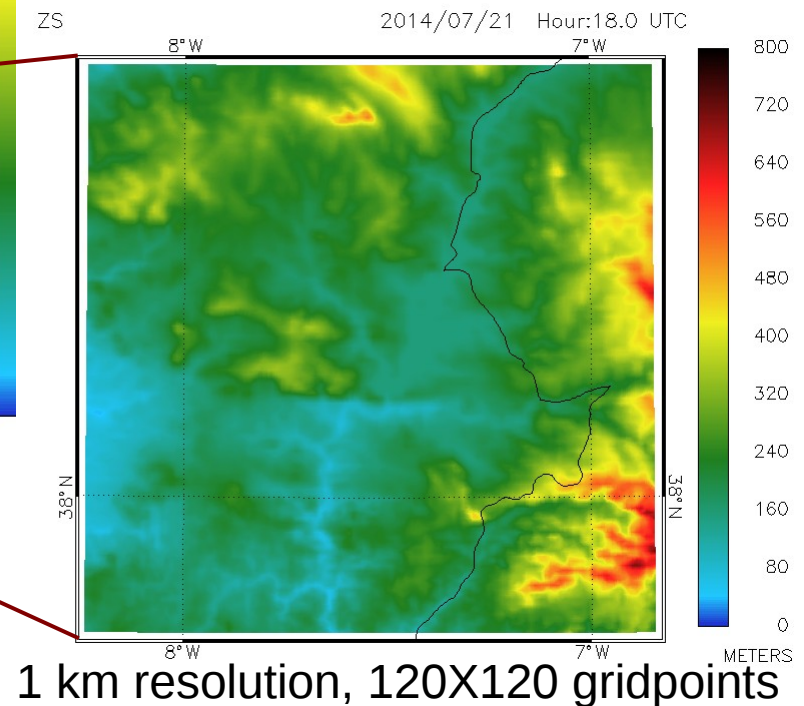 ZS 2014/07/21 Hour:18.0 UTC
8°W 7°W
800
720
640
560
480
400
320
240
38°N 38°N
160
80
0
8°W 7°W
METERS
1 km resolution, 120X120 gridpoints